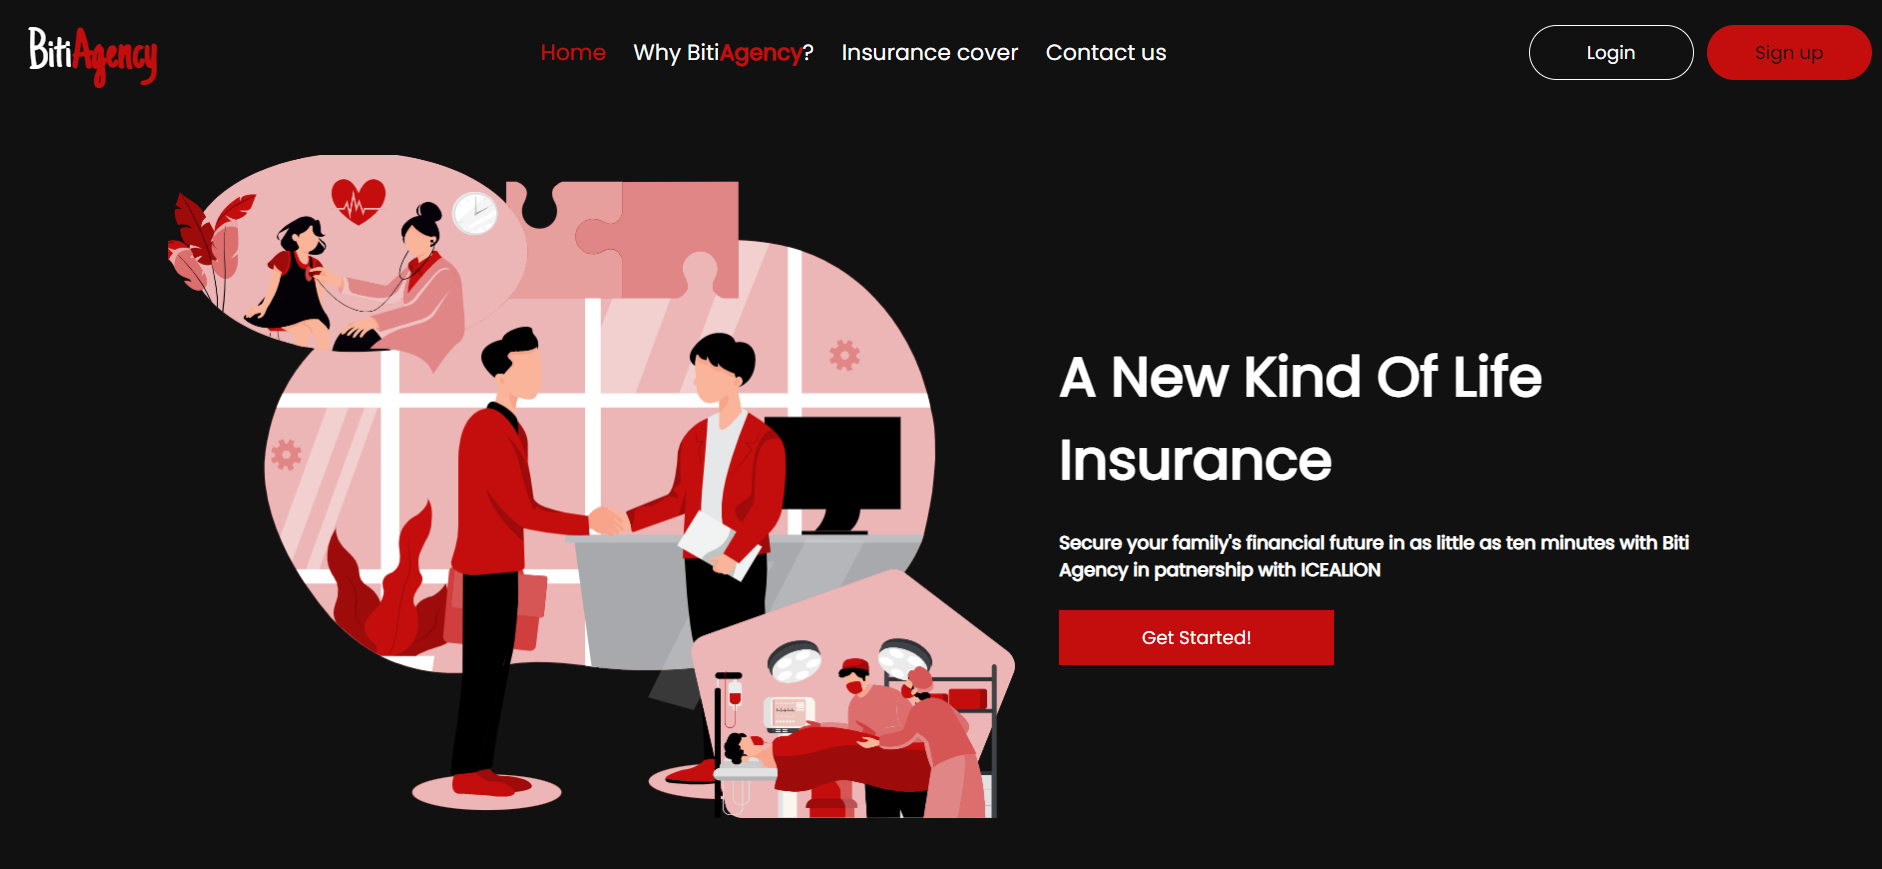 BitiAgency
Home Why BitiAgency? Insurance cover Contact us Login Sign up
A New Kind Of Life
Insurance
Secure your family's financial future in as little as ten minutes with Biti
Agency in patnership with ICEALION
Get Started!